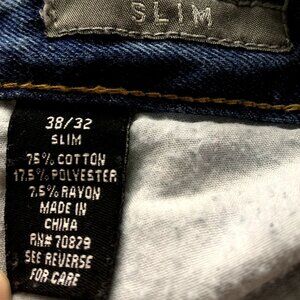 SLIM
38/32
SLIM
75% COTTON
17.5% POLYESTER
7.5% RAYON
MADE IN
CHINA
RN# 70829
SEE REVERSE
FOR CARE